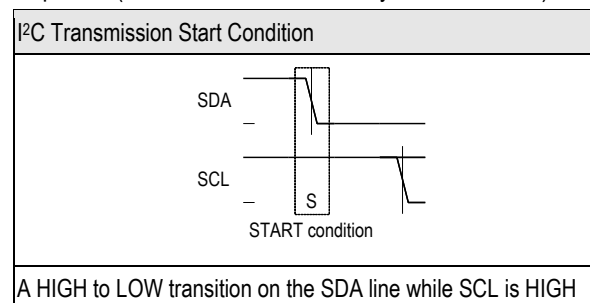 I²C Transmission Start Condition
SDA
SCL
S
START condition
A HIGH to LOW transition on the SDA line while SCL is HIGH